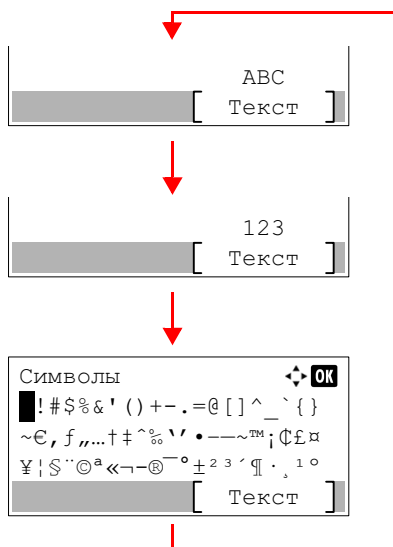 ABC
[ Текст ]
123
[ Текст ]
Символы OK
!#$%&'()+-.=@[]^_`{}
~€‚ƒ„…†‡ˆ‰‘’•–—~™¡₵£¤
¥¦§¨©ª«¬–®¯°±²³´¶·¸¹º
[ Текст ]